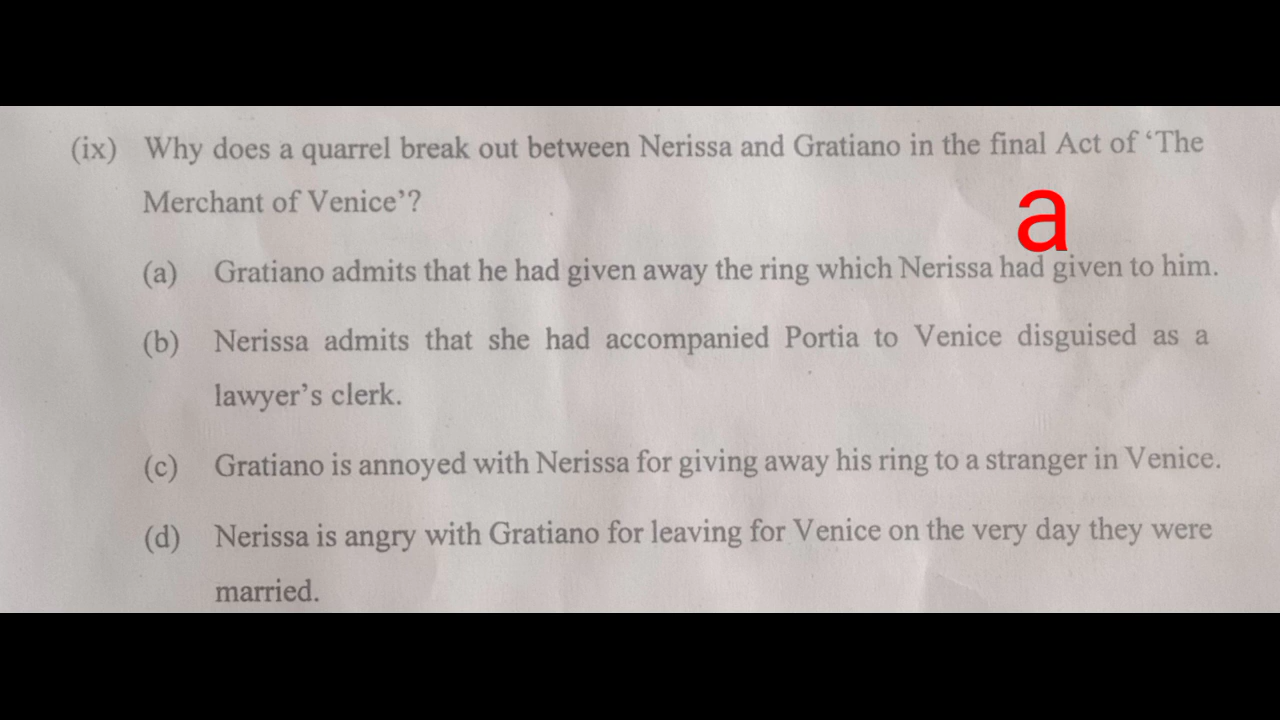 (ix) Why does a quarrel break out between Nerissa and Gratiano in the final Act of ‘The
Merchant of Venice’?
a
(a) Gratiano admits that he had given away the ring which Nerissa had given to him.
(b) Nerissa admits that she had accompanied Portia to Venice disguised as a
lawyer’s clerk.
(c) Gratiano is annoyed with Nerissa for giving away his ring to a stranger in Venice.
(d) Nerissa is angry with Gratiano for leaving for Venice on the very day they were
married.